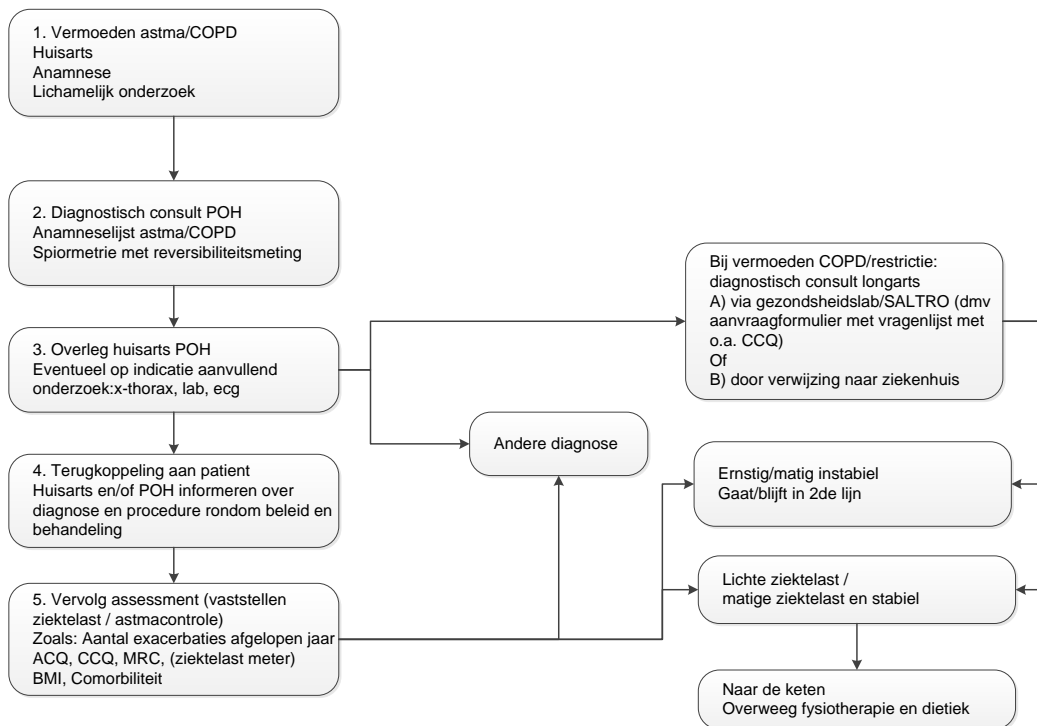 1. Vermoeden astma/COPD
Huisarts
Anamnese
Lichamelijk onderzoek
2. Diagnostisch consult POH
Anamneselijst astma/COPD
Spiormetrie met reversibiliteitsmeting
3. Overleg huisarts POH
Eventueel op indicatie aanvullend
onderzoek:x-thorax, lab, ecg
4. Terugkoppeling aan patient
Huisarts en/of POH informeren over
diagnose en procedure rondom beleid en
behandeling
5. Vervolg assessment (vaststellen
ziektelast / astmacontrole)
Zoals: Aantal exacerbaties afgelopen jaar
ACQ, CCQ, MRC, (ziektelast meter)
BMI, Comorbiliteit
Andere diagnose
Bij vermoeden COPD/restrictie:
diagnostisch consult longarts
A) via gezondsheidslab/SALTRO (dmv
aanvraagformulier met vragenlijst met
o.a. CCQ)
Of
B) door verwijzing naar ziekenhuis
Ernstig/matig instabiel
Gaat/blijft in 2de lijn
Lichte ziektelast /
matige ziektelast en stabiel
Naar de keten
Overweeg fysiotherapie en dietiek